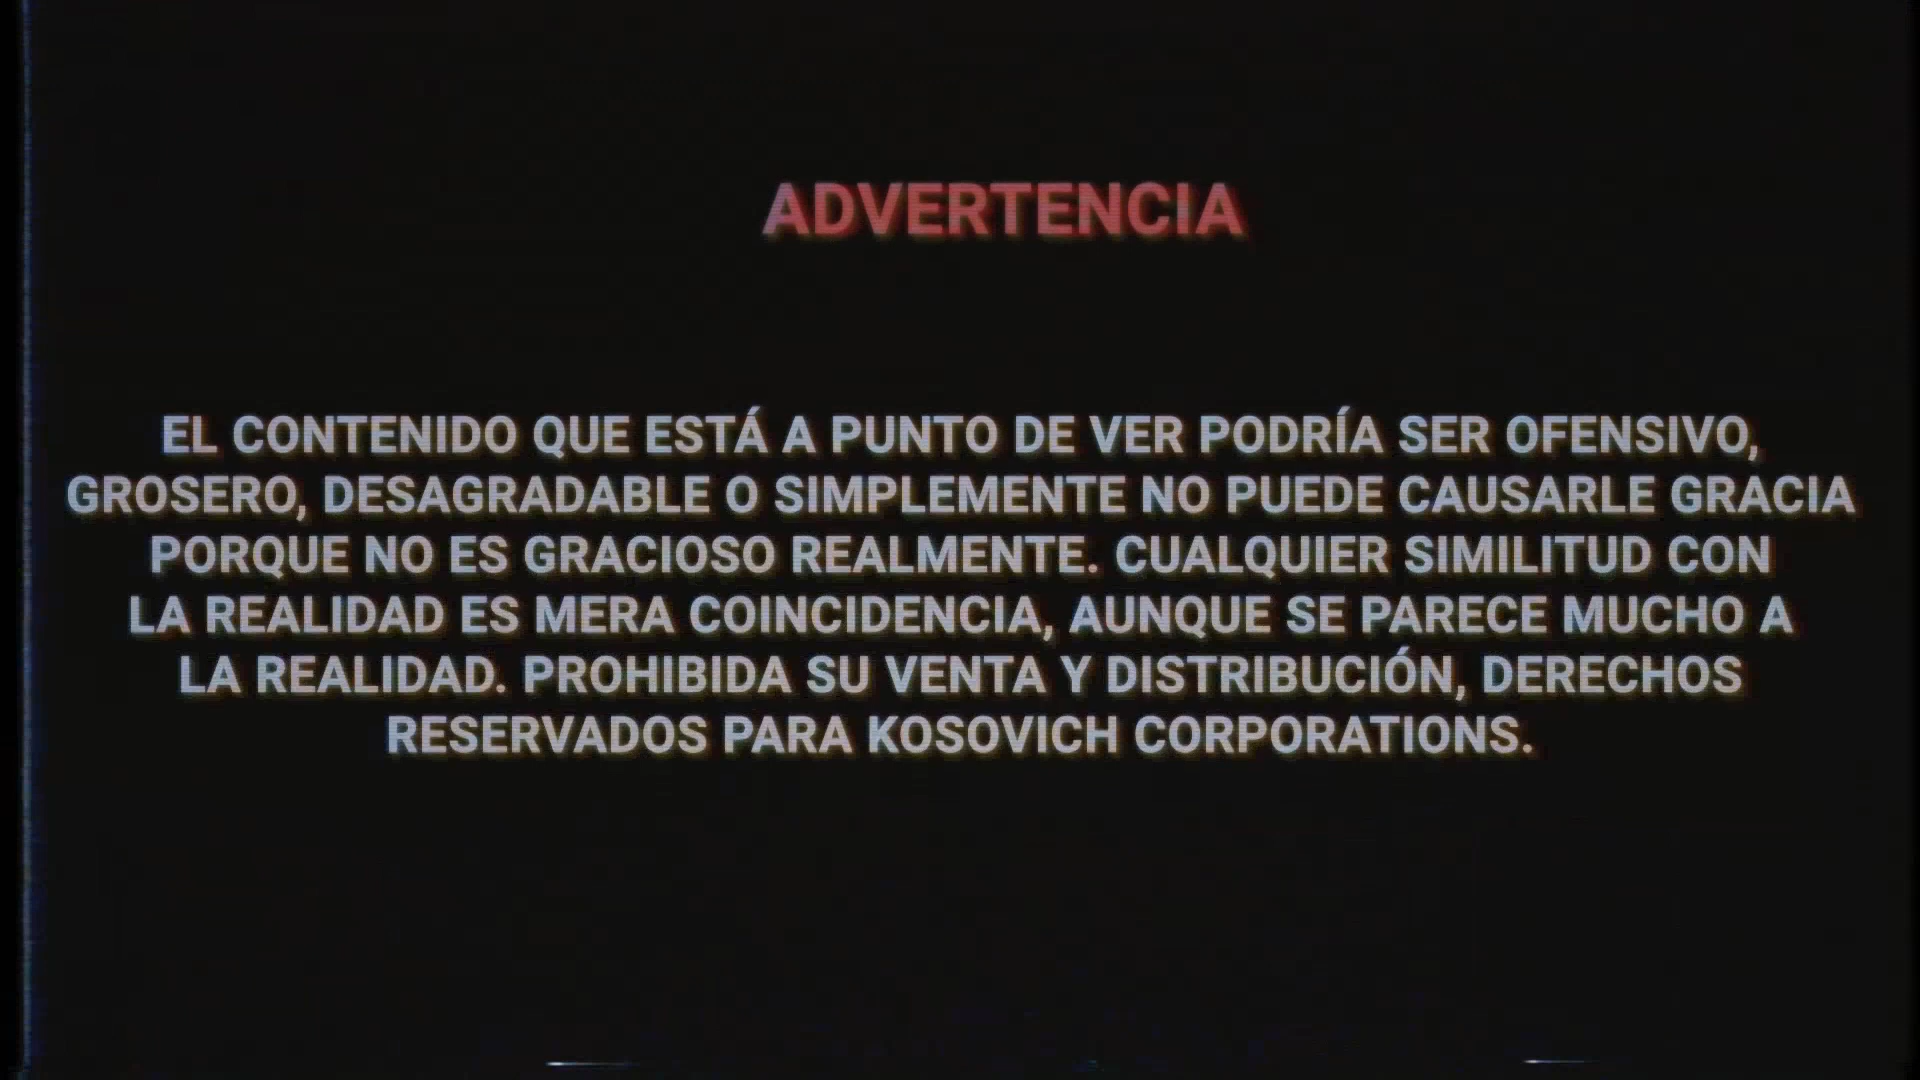 ADVERTENCIA
EL CONTENIDO QUE ESTÁ A PUNTO DE VER PODRÍA SER OFENSIVO,
GROSERO, DESAGRADABLE O SIMPLEMENTE NO PUEDE CAUSARLE GRACIA
PORQUE NO ES GRACIOSO REALMENTE. CUALQUIER SIMILITUD CON
LA REALIDAD ES MERA COINCIDENCIA, AUNQUE SE PARECE MUCHO A
LA REALIDAD. PROHIBIDA SU VENTA Y DISTRIBUCIÓN, DERECHOS
RESERVADOS PARA KOSOVICH CORPORATIONS.